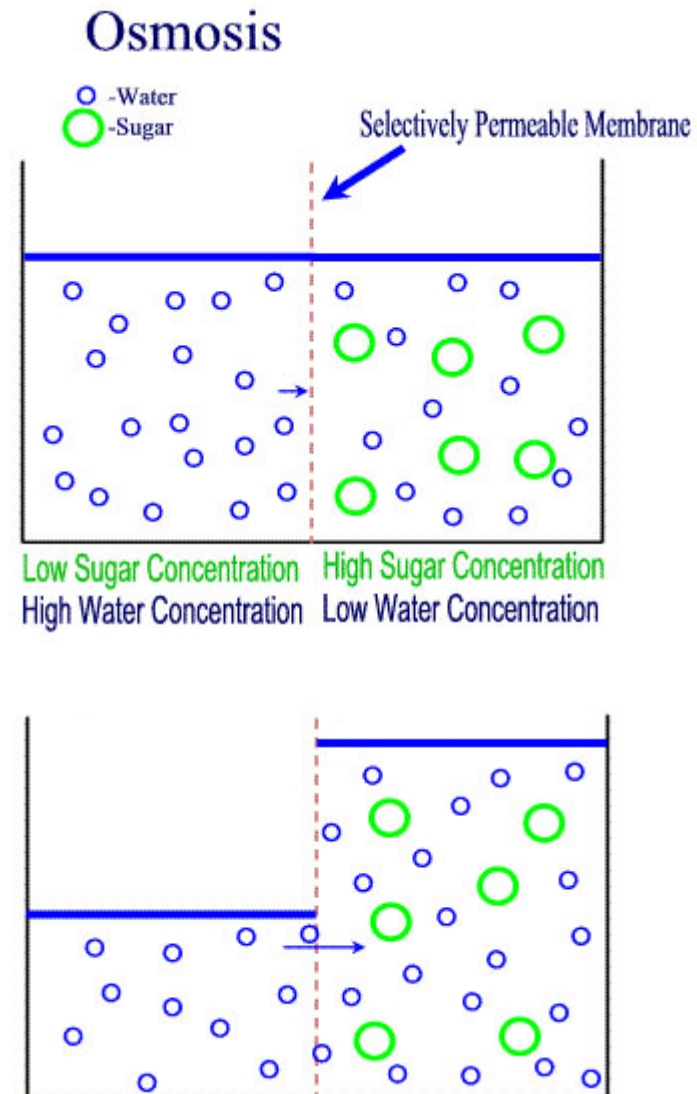 Osmosis
-Water
-Sugar
Selectively Permeable Membrane
Low Sugar Concentration High Sugar Concentration
High Water Concentration Low Water Concentration